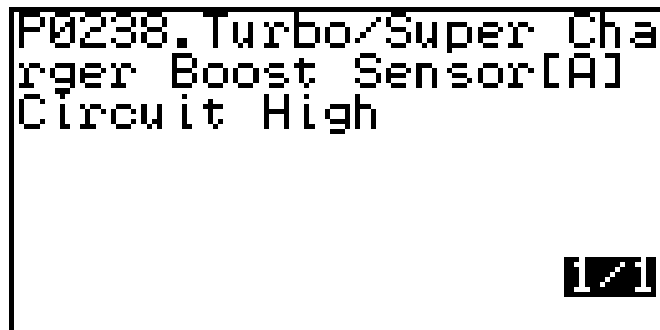 P0238.Turbo/Super Cha
rger Boost Sensor[A]
Circuit High
1/1